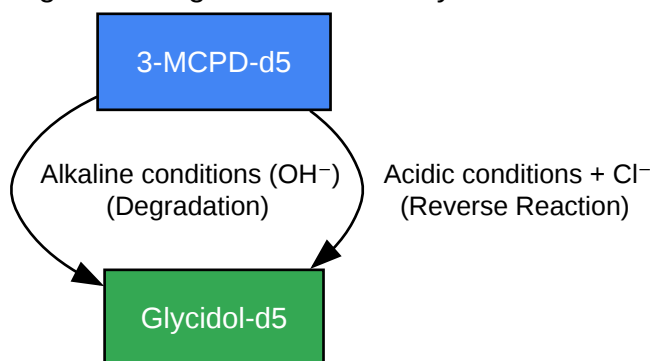 3-MCPD-d5
Alkaline conditions (OH⁻)
(Degradation)
Acidic conditions + Cl⁻
(Reverse Reaction)
Glycidol-d5